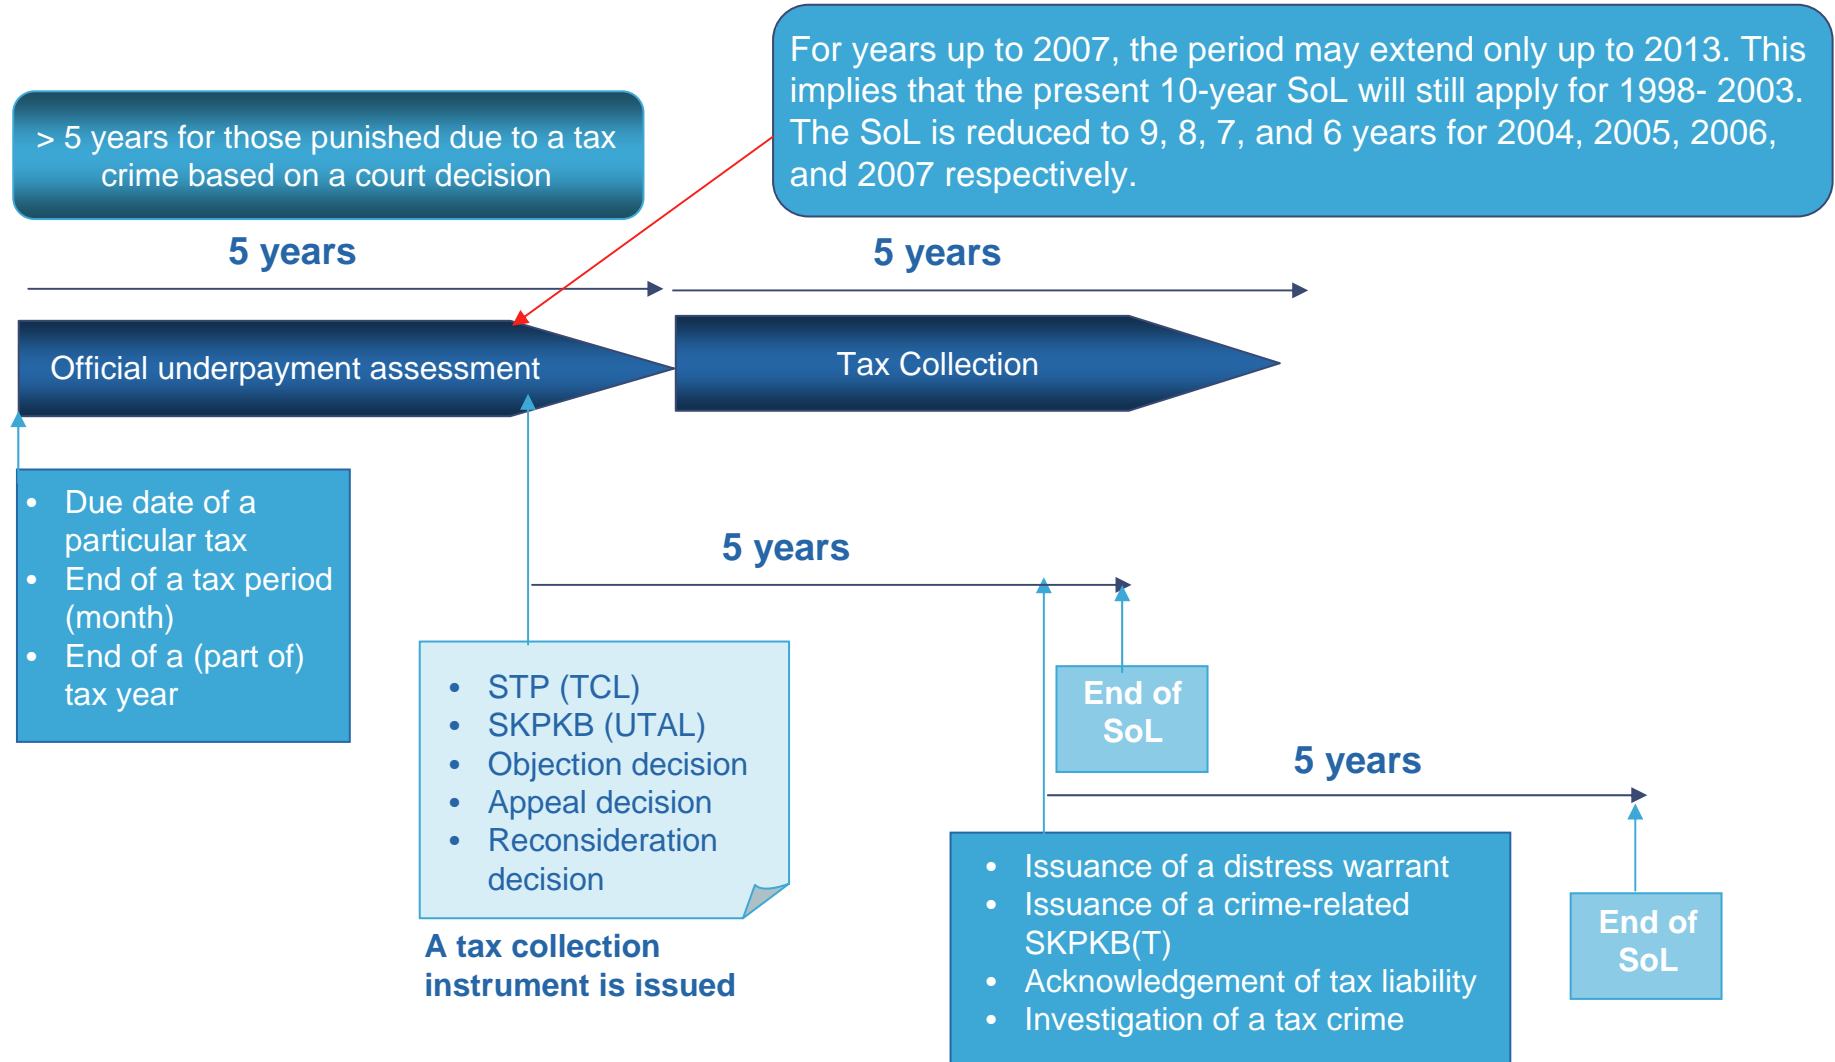 For years up to 2007, the period may extend only up to 2013. This
implies that the present 10-year SoL will still apply for 1998- 2003.
The SoL is reduced to 9, 8, 7, and 6 years for 2004, 2005, 2006,
and 2007 respectively.
> 5 years for those punished due to a tax
crime based on a court decision
5 years
5 years
Official underpayment assessment
Tax Collection
• Due date of a
particular tax
• End of a tax period
(month)
• End of a (part of)
tax year
5 years
• STP (TCL)
• SKPKB (UTAL)
• Objection decision
• Appeal decision
• Reconsideration
decision
A tax collection
instrument is issued
End of
SoL
5 years
• Issuance of a distress warrant
• Issuance of a crime-related
SKPKB(T)
• Acknowledgement of tax liability
• Investigation of a tax crime
End of
SoL